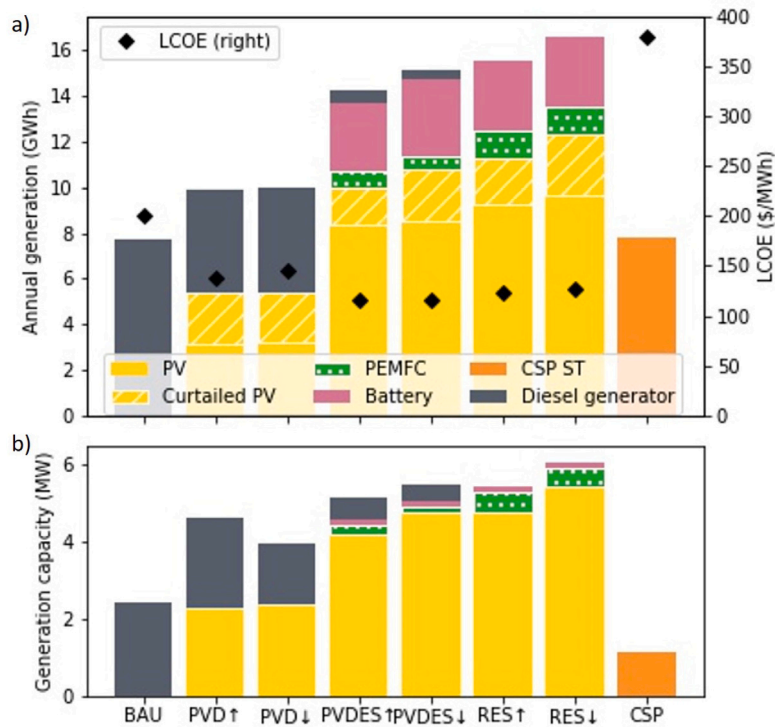 a)
LCOE (right)
Annual generation (GWh)
16
14
12
10
8
6
4
2
0
LCOE ($/MWh)
400
350
300
250
200
150
100
50
0
PV
PEMFC
CSP ST
Curtailed PV
Battery
Diesel generator
b)
Generation capacity (MW)
6
4
2
0
BAU PVD↑ PVD↓ PVDES↑ PVDES↓ RES↑ RES↓ CSP